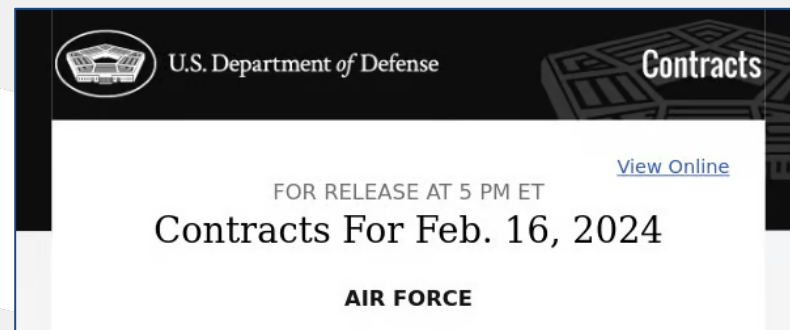 U.S. Department of Defense
Contracts
View Online
FOR RELEASE AT 5 PM ET
Contracts For Feb. 16, 2024
AIR FORCE